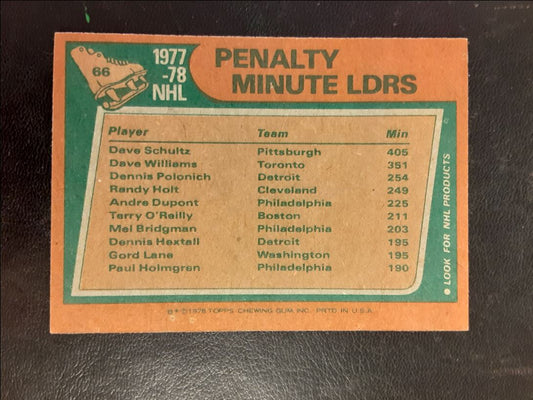 66
1977
-78
NHL
PENALTY
MINUTE LDRS
Player Team Min
Dave Schultz Pittsburgh 405
Dave Williams Toronto 351
Dennis Polonich Detroit 254
Randy Holt Cleveland 249
Andre Dupont Philadelphia 225
Terry O'Reilly Boston 211
Mel Bridgman Philadelphia 203
Dennis Hextall Detroit 195
Gord Lane Washington 195
Paul Holmgren Philadelphia 190
● LOOK FOR NHL PRODUCTS
©1978 TOPPS CHEWING GUM INC. PRTD IN U.S.A.